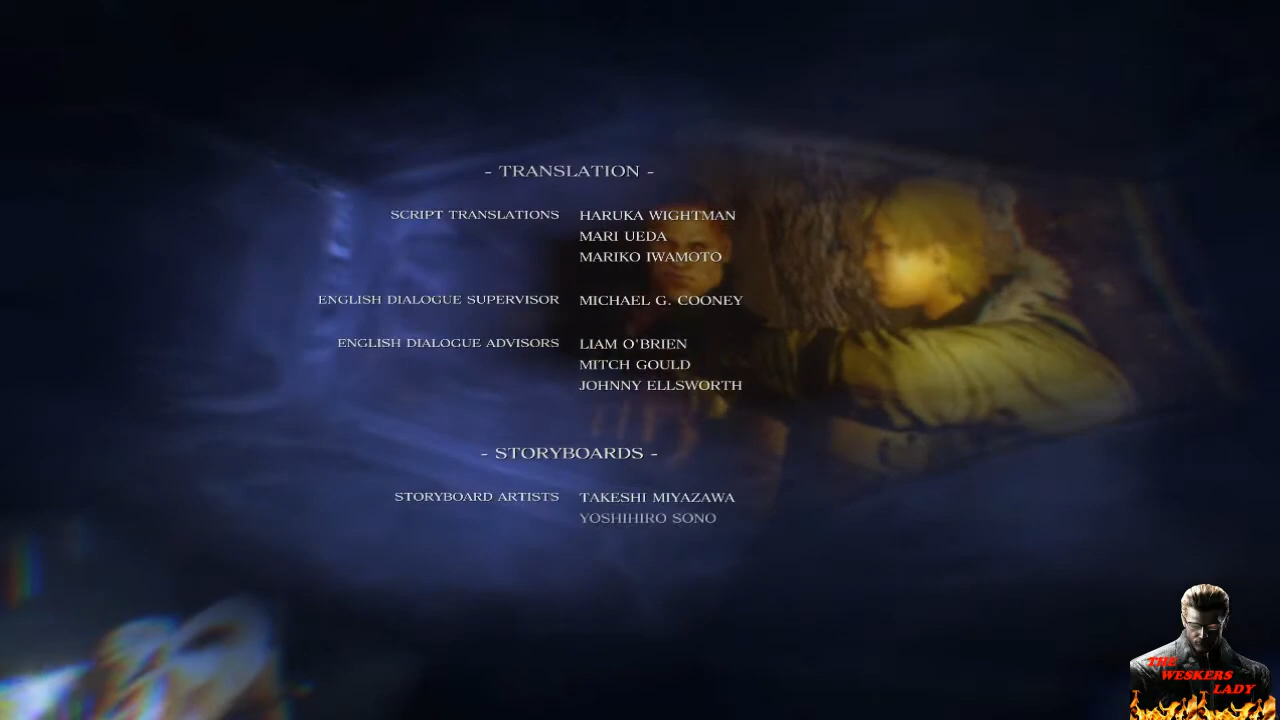 - TRANSLATION -
SCRIPT TRANSLATIONS HARUKA WIGHTMAN
MARI UEDA
MARIKO IWAMOTO
ENGLISH DIALOGUE SUPERVISOR MICHAEL G. COONEY
ENGLISH DIALOGUE ADVISORS LIAM O'BRIEN
MITCH GOULD
JOHNNY ELLSWORTH
- STORYBOARDS -
STORYBOARD ARTISTS TAKESHI MIYAZAWA
YOSHIHIRO SONO
THE
WESKERS
LADY